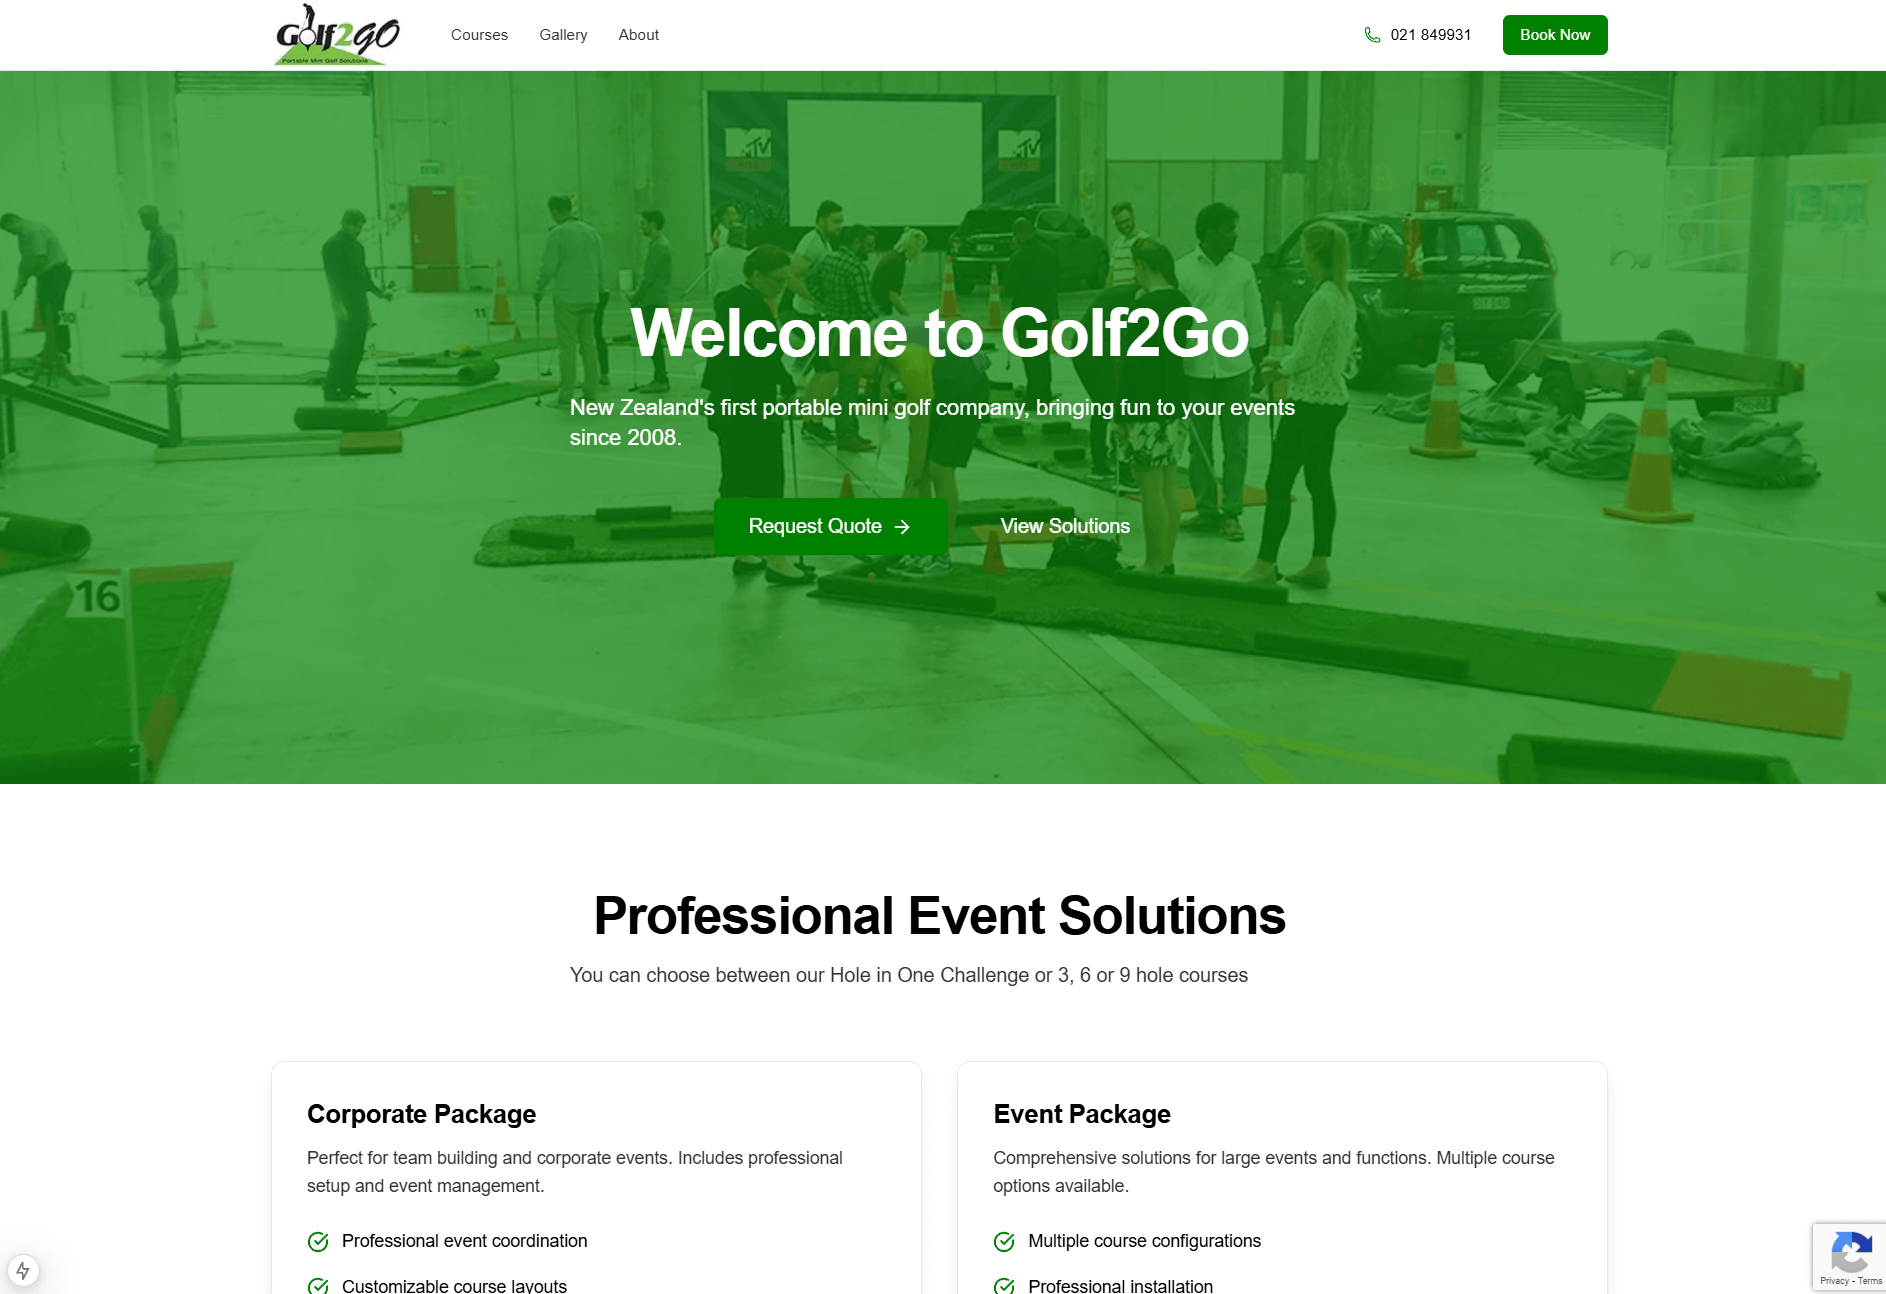 Golf2GO
Portable Mini Golf Solutions
Courses
Gallery
About
021 849931
Book Now
MTV
MTV
10
11
16
Welcome to Golf2Go
New Zealand's first portable mini golf company, bringing fun to your events
since 2008.
Request Quote
View Solutions
Professional Event Solutions
You can choose between our Hole in One Challenge or 3, 6 or 9 hole courses
Corporate Package
Perfect for team building and corporate events. Includes professional
setup and event management.
Professional event coordination
Customizable course layouts
Event Package
Comprehensive solutions for large events and functions. Multiple course
options available.
Multiple course configurations
Professional installation
Privacy - Terms